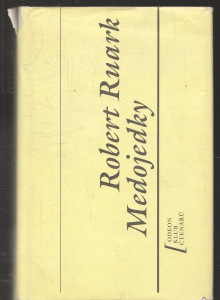 Robert Ruark
Medojedky
ODEON
KLUB
ČTENÁŘŮ